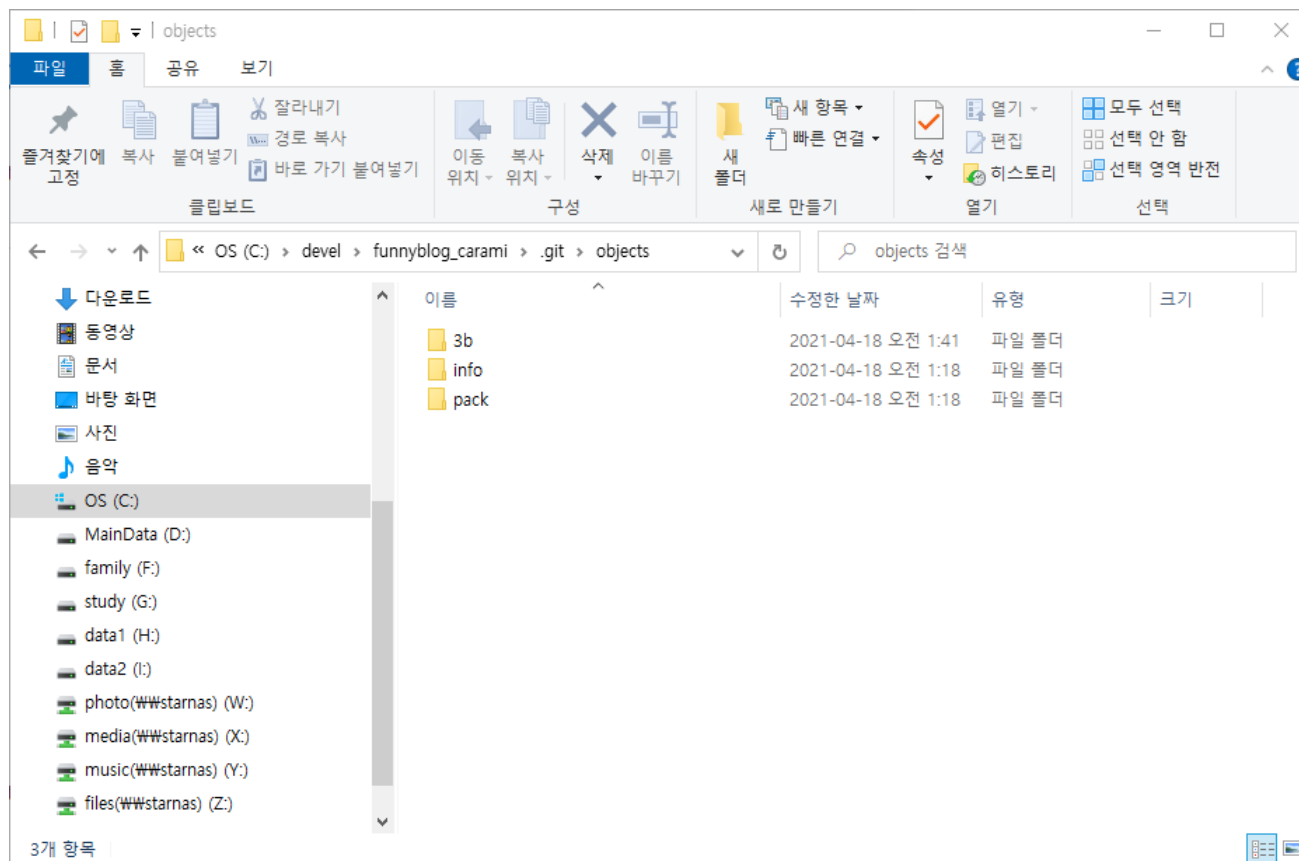 objects
파일 홈 공유 보기
즐겨찾기에 고정
복사
붙여넣기
잘라내기
경로 복사
바로 가기 붙여넣기
클립보드
이동 위치
복사 위치
삭제
이름 바꾸기
구성
새 폴더
새 항목
빠른 연결
새로 만들기
속성
열기
편집
히스토리
열기
모두 선택
선택 안 함
선택 영역 반전
선택
« OS (C:) › devel › funnyblog_carami › .git › objects
objects 검색
다운로드
동영상
문서
바탕 화면
사진
음악
OS (C:)
MainData (D:)
family (F:)
study (G:)
data1 (H:)
data2 (I:)
photo(₩₩starnas) (W:)
media(₩₩starnas) (X:)
music(₩₩starnas) (Y:)
files(₩₩starnas) (Z:)
이름 수정한 날짜 유형 크기
3b 2021-04-18 오전 1:41 파일 폴더
info 2021-04-18 오전 1:18 파일 폴더
pack 2021-04-18 오전 1:18 파일 폴더
3개 항목